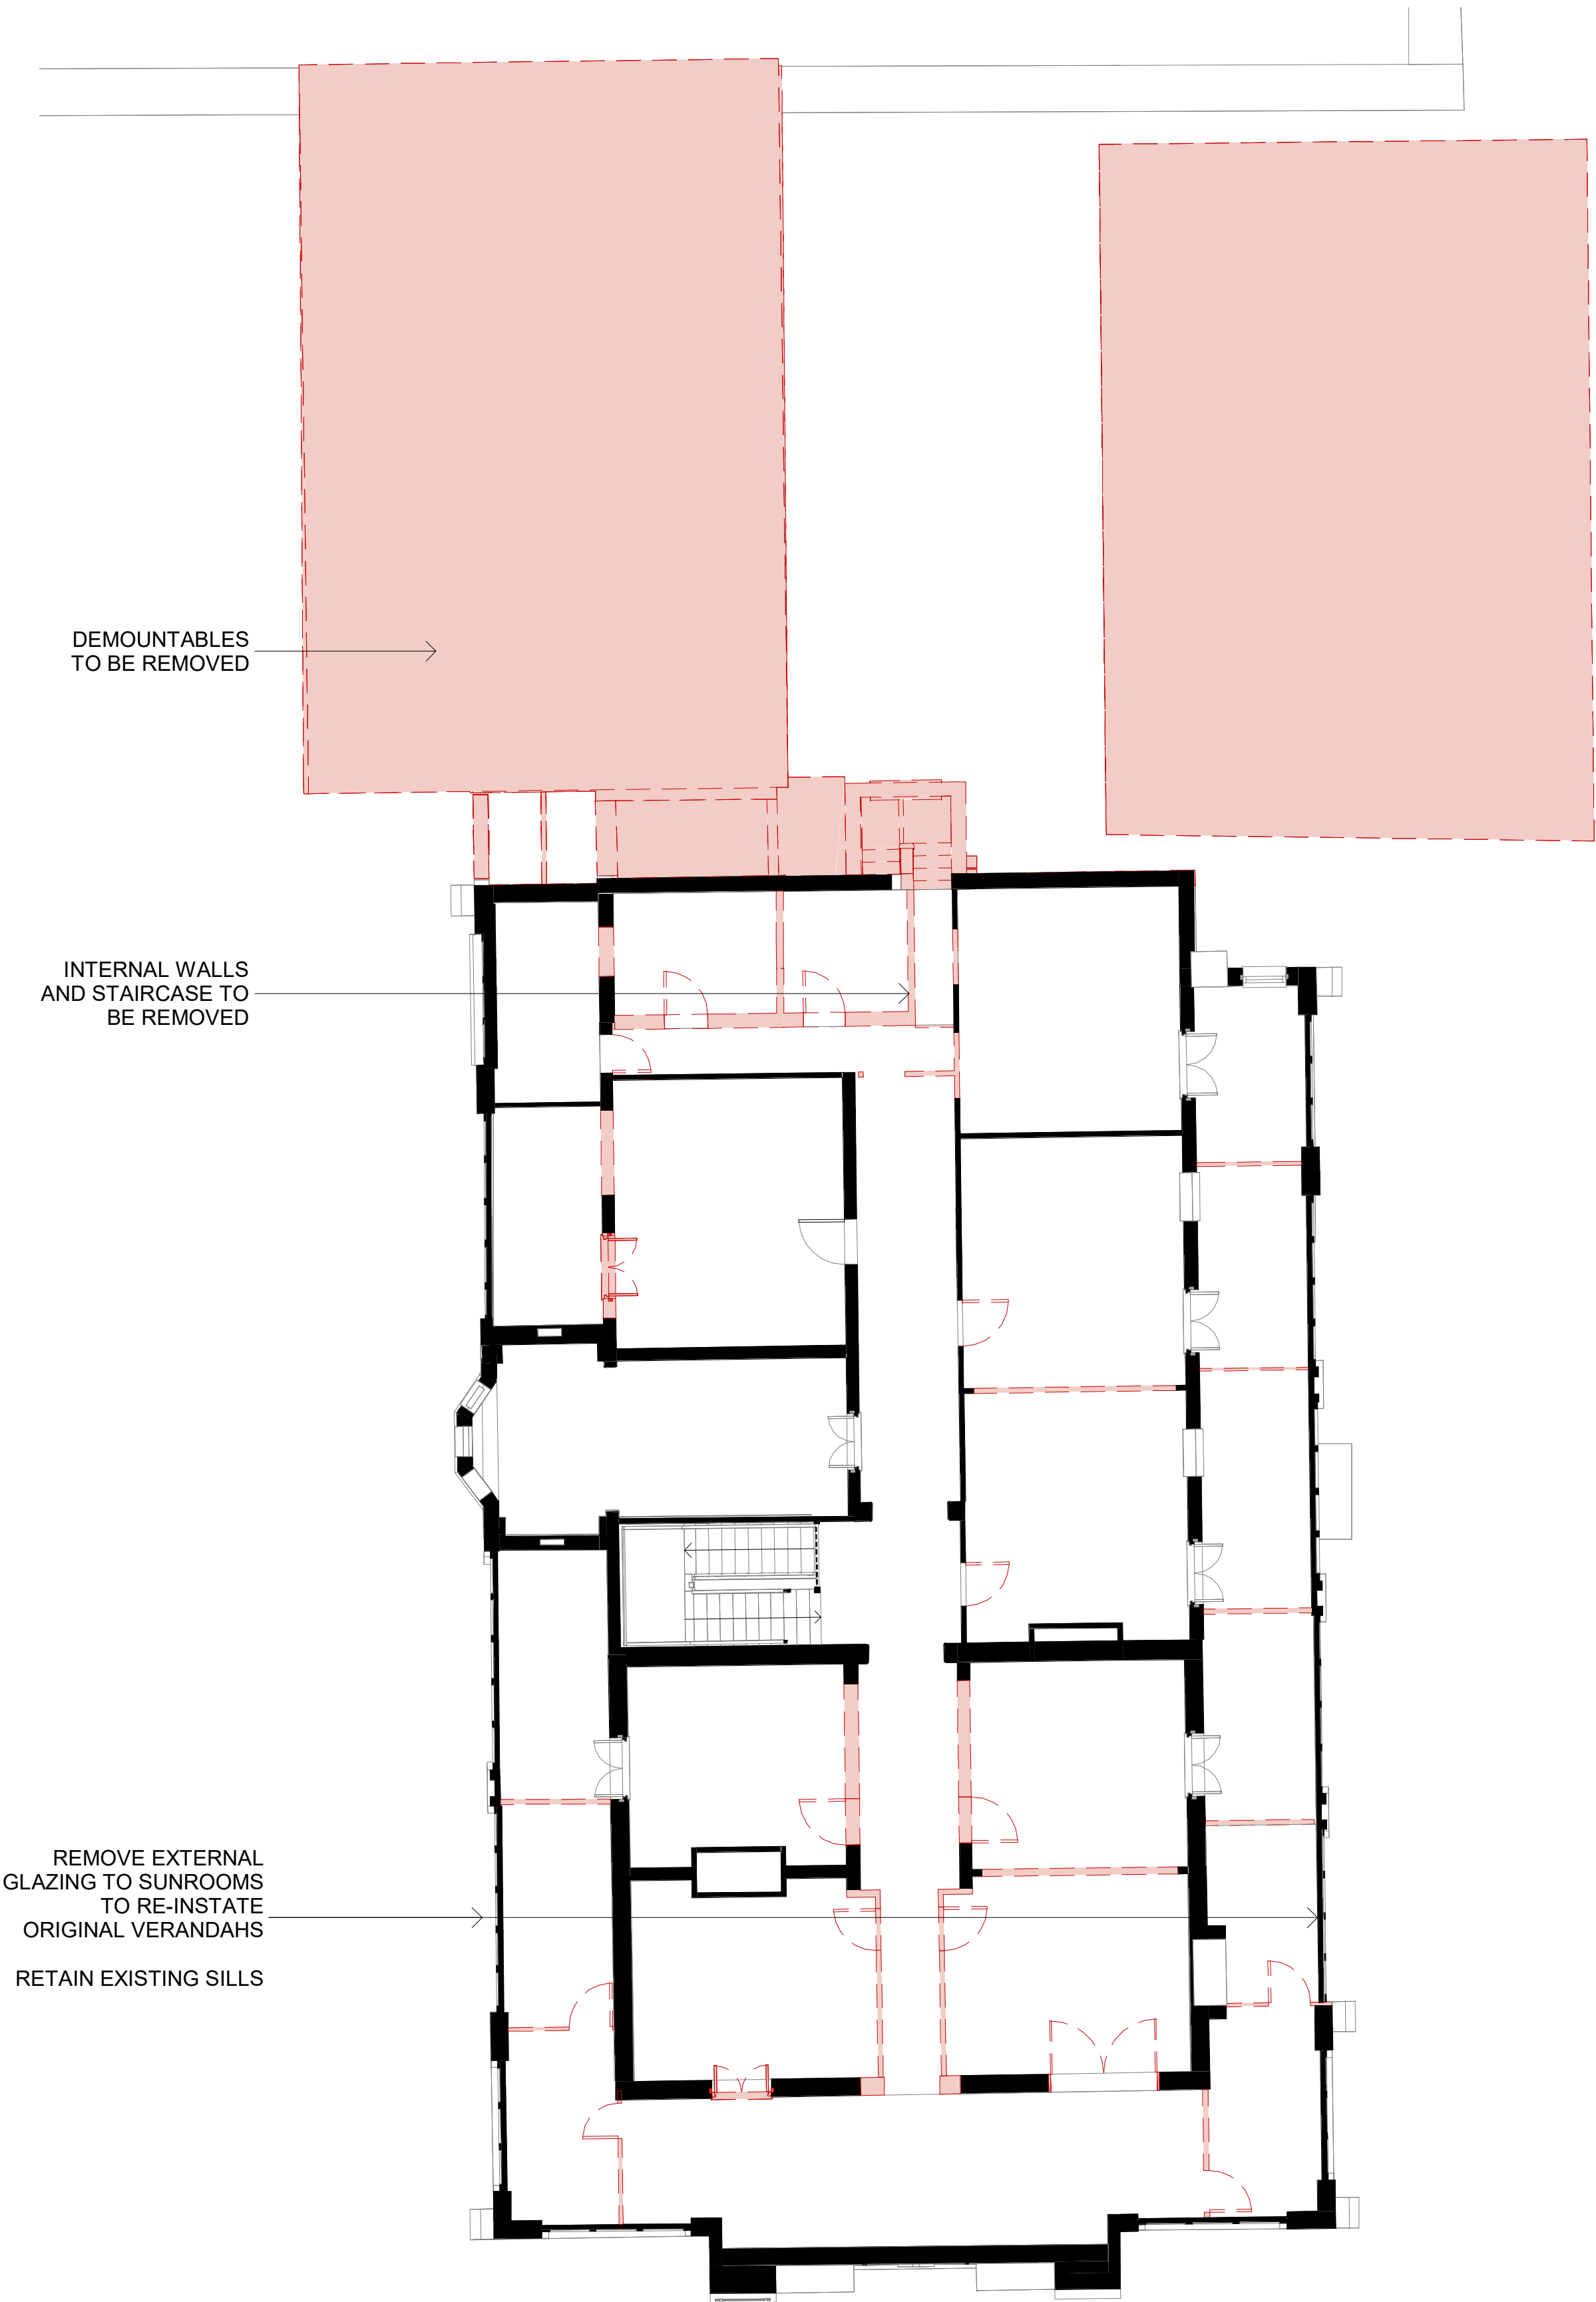 DEMOUNTABLES
TO BE REMOVED
INTERNAL WALLS
AND STAIRCASE TO
BE REMOVED
REMOVE EXTERNAL
GLAZING TO SUNROOMS
TO RE-INSTATE
ORIGINAL VERANDAHS
RETAIN EXISTING SILLS